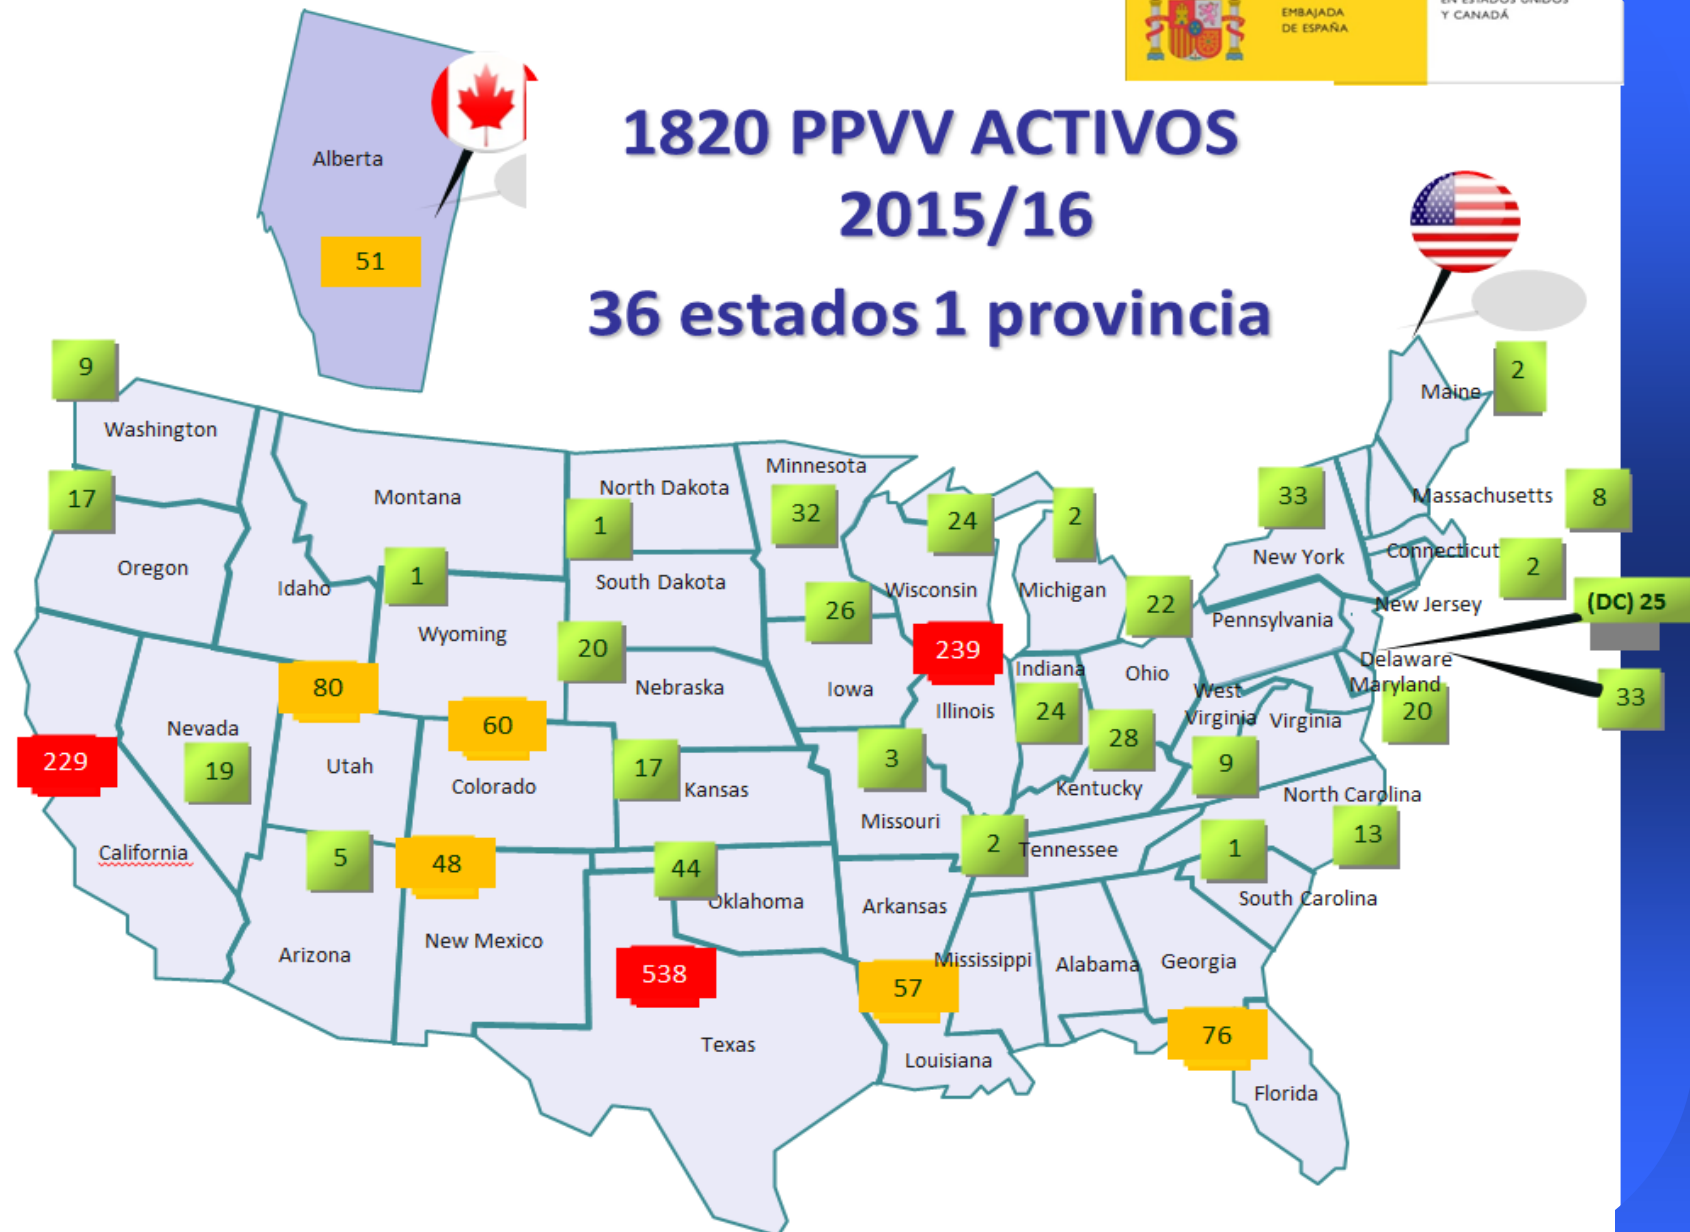 EMBAJADA
DE ESPAÑA
EN ESTADOS UNIDOS
Y CANADÁ
1820 PPVV ACTIVOS
2015/16
36 estados 1 provincia
Alberta
51
9
Washington
17
Oregon
Montana
Idaho
1
Wyoming
North Dakota
1
South Dakota
20
Nebraska
Minnesota
32
26
Iowa
24
Wisconsin
2
Michigan
239
Illinois
Indiana
24
22
Ohio
28
Kentucky
33
New York
Maine
2
Massachusetts
8
Connecticut
2
New Jersey
(DC) 25
Pennsylvania
Delaware
Maryland
20
33
West
Virginia
Virginia
9
229
California
Nevada
19
80
Utah
60
Colorado
17
Kansas
3
Missouri
2
Tennessee
North Carolina
13
1
South Carolina
5
Arizona
48
New Mexico
44
Oklahoma
538
Texas
Arkansas
57
Louisiana
Mississippi
Alabama
Georgia
76
Florida